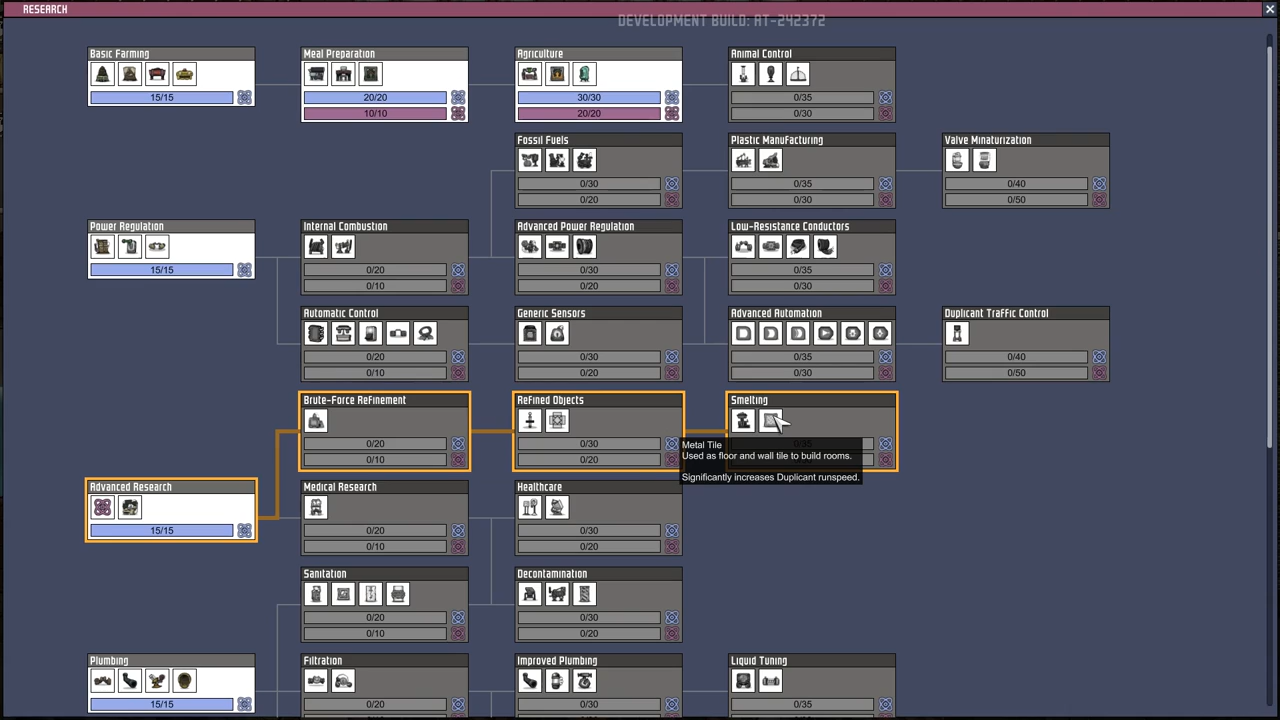 RESEARCH
DEVELOPMENT BUILD: AT-242372
Basic Farming
15/15
Meal Preparation
20/20
10/10
Agriculture
30/30
20/20
Animal Control
0/35
0/30
Fossil Fuels
0/30
0/20
Plastic Manufacturing
0/35
0/30
Valve Minaturization
0/40
0/50
Power Regulation
15/15
Internal Combustion
0/20
0/10
Advanced Power Regulation
0/30
0/20
Low-Resistance Conductors
0/35
0/30
Automatic Control
0/20
0/10
Generic Sensors
0/30
0/20
Advanced Automation
0/35
0/30
Duplicant Traffic Control
0/40
0/50
Brute-Force Refinement
0/20
0/10
Refined Objects
0/30
0/20
Smelting
Metal Tile
Used as floor and wall tile to build rooms.
Significantly increases Duplicant runspeed.
Advanced Research
15/15
Medical Research
0/20
0/10
Healthcare
0/30
0/20
Sanitation
0/20
0/10
Decontamination
0/30
0/20
Plumbing
15/15
Filtration
0/20
Improved Plumbing
0/30
Liquid Tuning
0/35